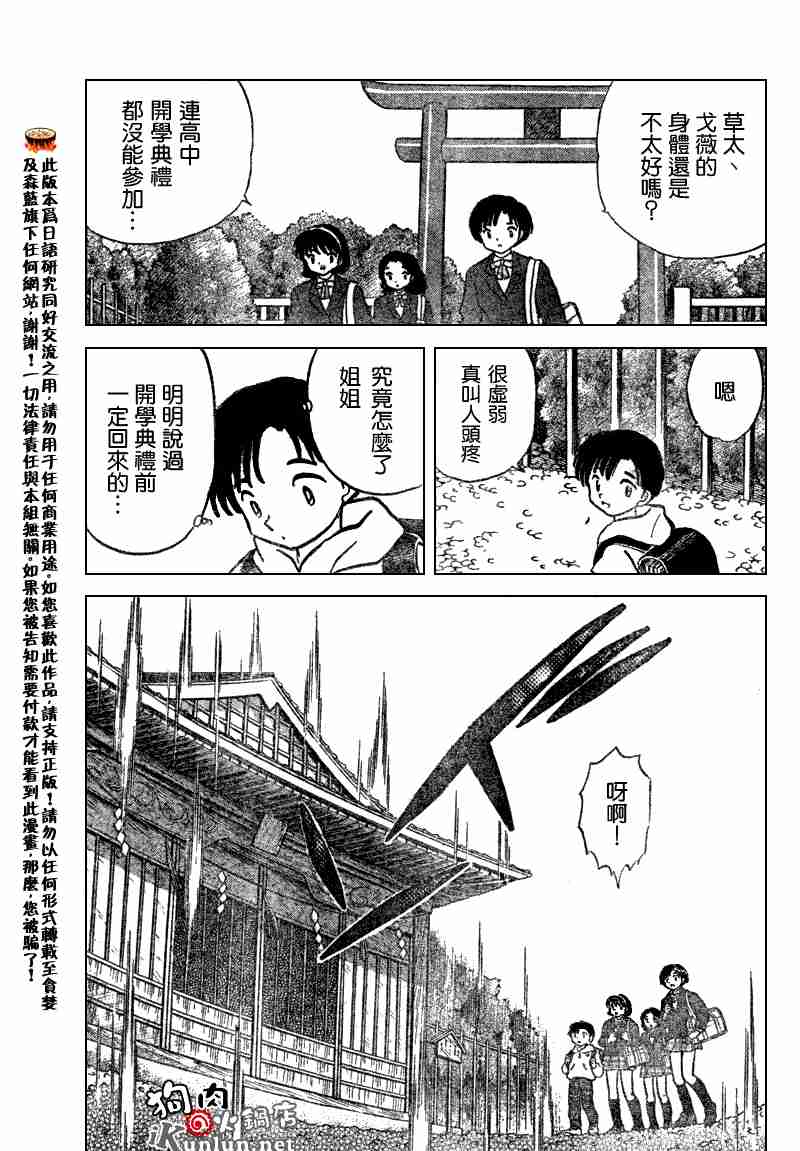 草太、
戈薇的
身體還是
不太好嗎?
連高中
開學典禮
都沒能參加…
嗯
很虛弱
真叫人頭疼
究竟怎麼了
姐姐
明明說過
開學典禮前
一定回來的…
呀啊!
此版本爲日語研究同好交流之用,請勿用于任何商業用途。如您喜歡此作品,請支持正版!請勿以任何形式轉載至貪婪
及森藍旗下任何網站,謝謝!一切法律責任與本組無關。如果您被告知需要付款才能看到此漫畫,那麼,您被騙了!
狗肉火鍋店
iKunlun.net